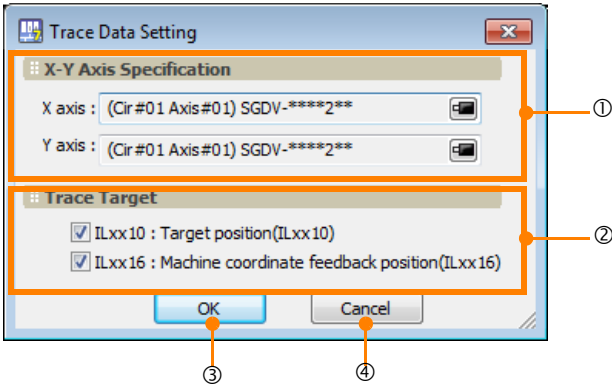 Trace Data Setting
X-Y Axis Specification
X axis : (Cir#01 Axis#01) SGDV-****2**
①
Y axis : (Cir#01 Axis#01) SGDV-****2**
Trace Target
ILxx10 : Target position(ILxx10)
②
ILxx16 : Machine coordinate feedback position(ILxx16)
OK Cancel
③ ④